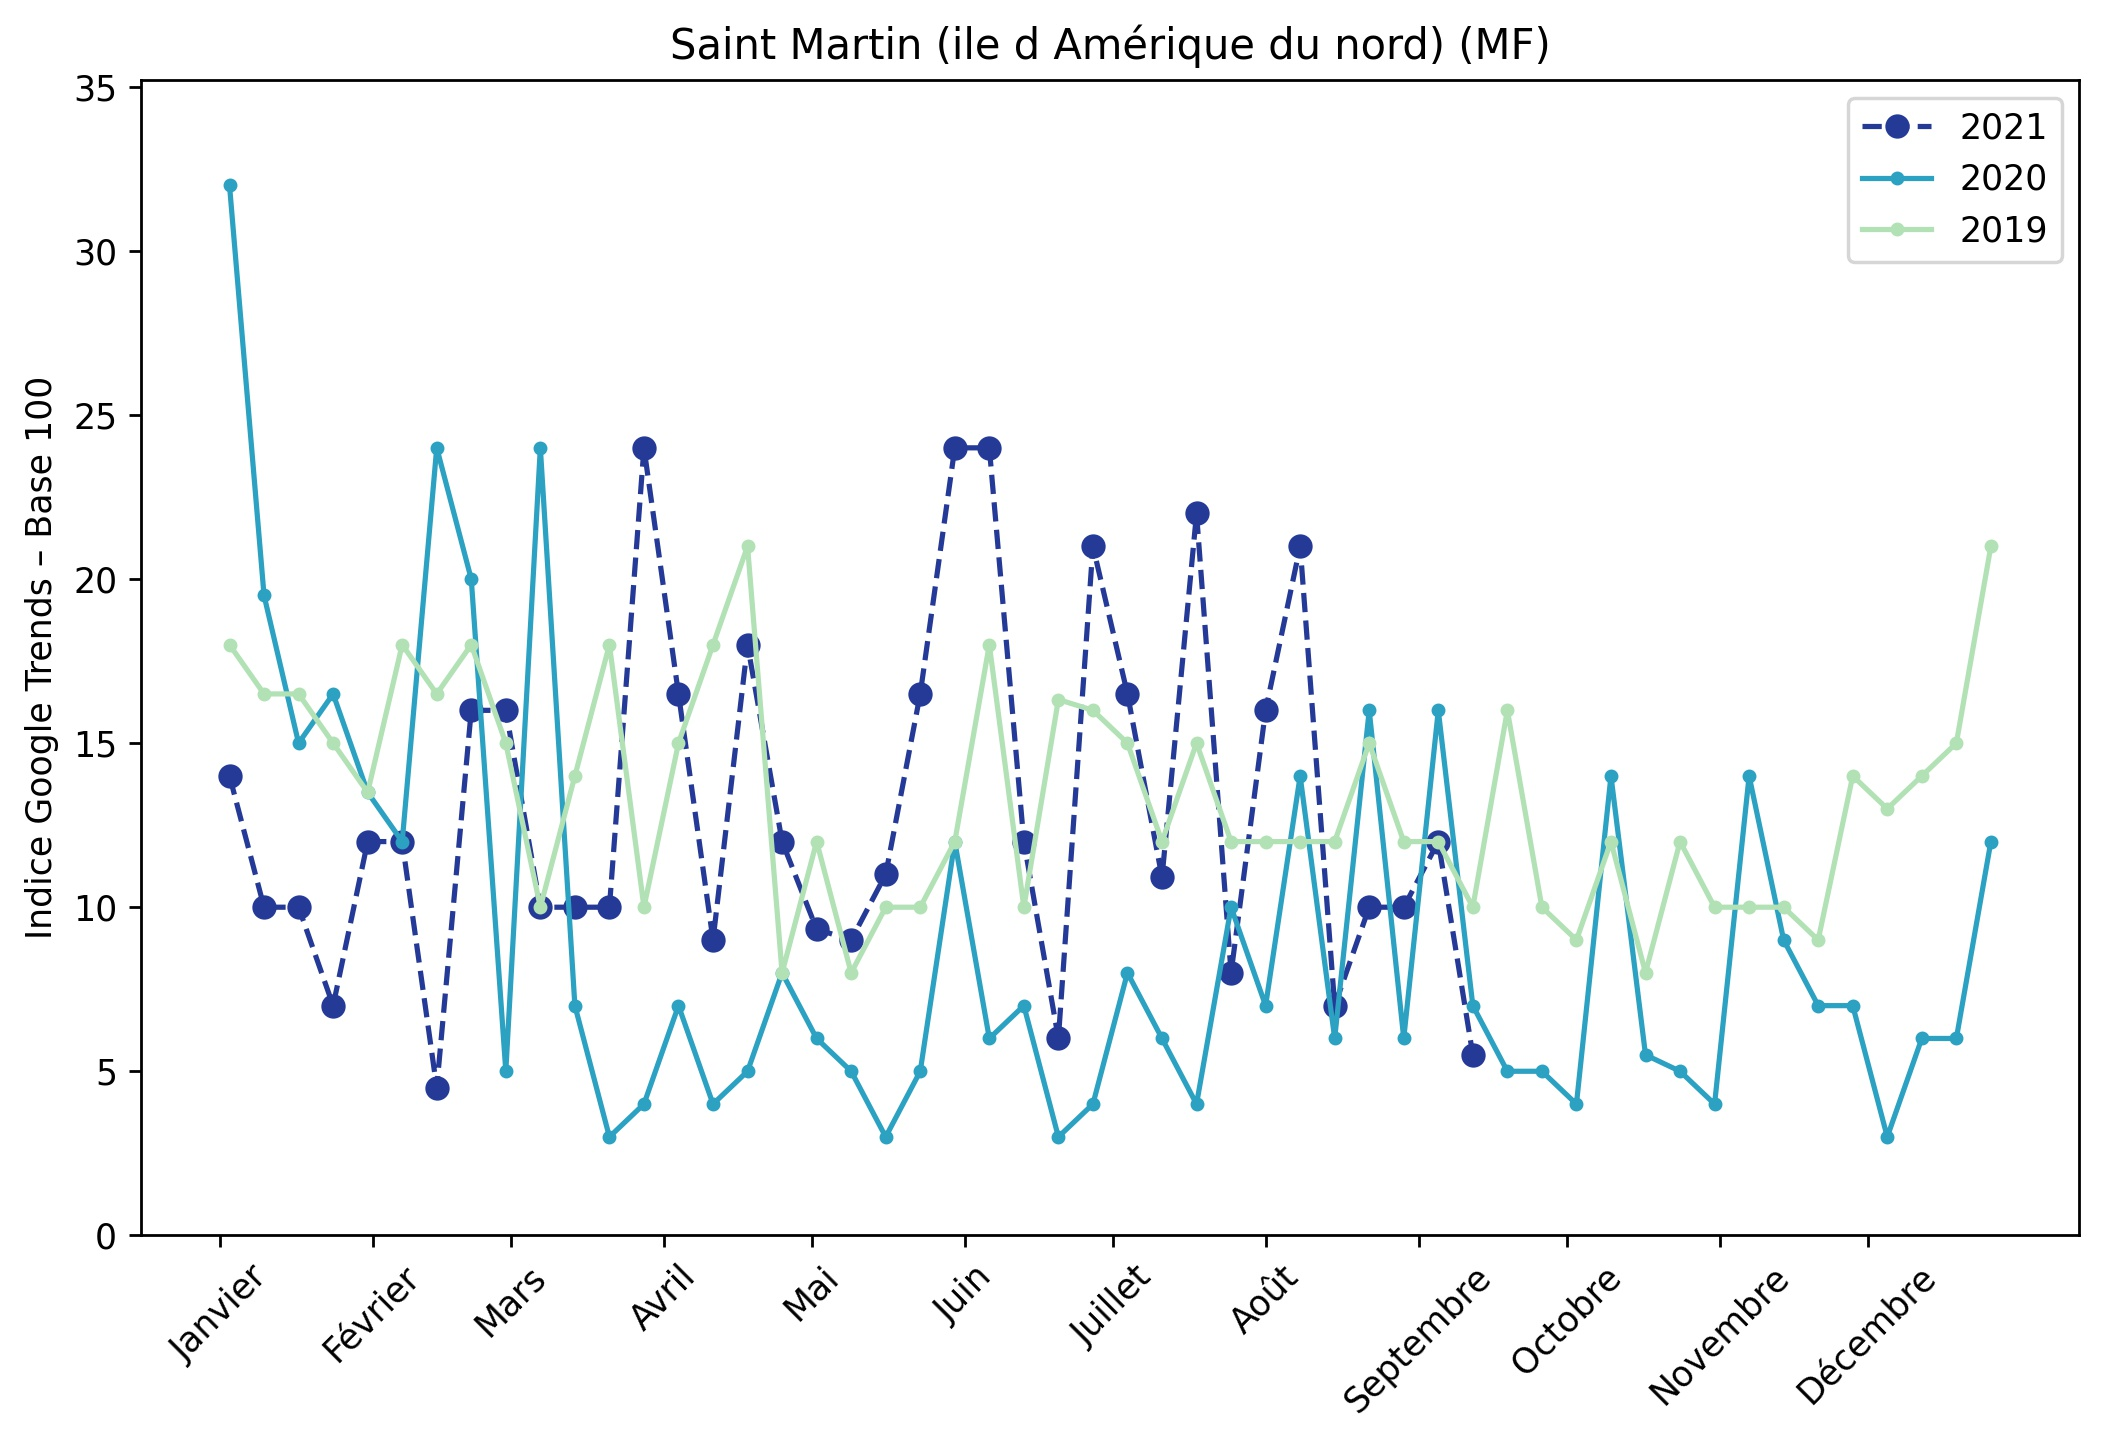 Saint Martin (ile d Amérique du nord) (MF)
Indice Google Trends – Base 100
35
30
25
20
15
10
5
0
2021
2020
2019
Janvier
Février
Mars
Avril
Mai
Juin
Juillet
Août
Septembre
Octobre
Novembre
Décembre